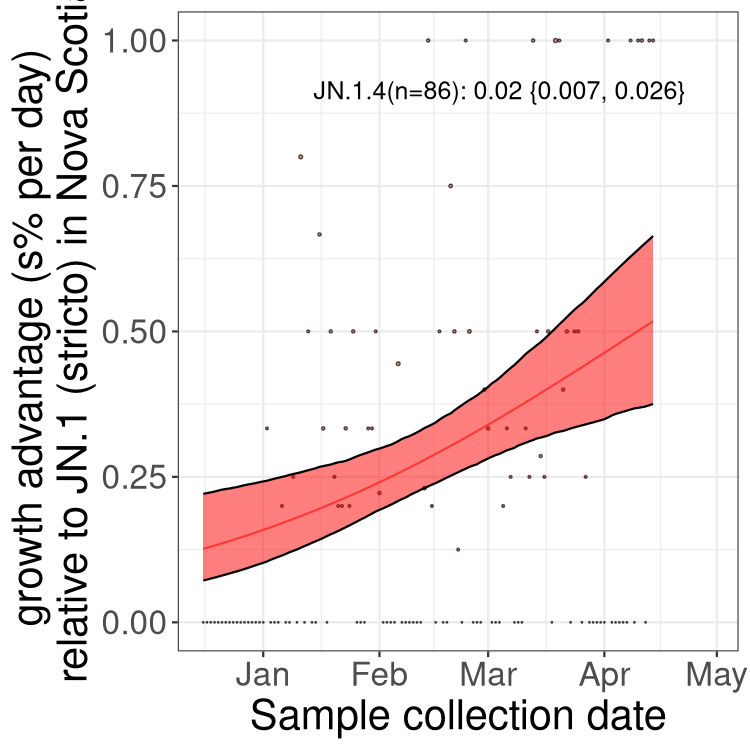 growth advantage (s% per day)
relative to JN.1 (stricto) in Nova Scotia
1.00
JN.1.4(n=86): 0.02 {0.007, 0.026}
0.75
0.50
0.25
0.00
Jan Feb Mar Apr May
Sample collection date